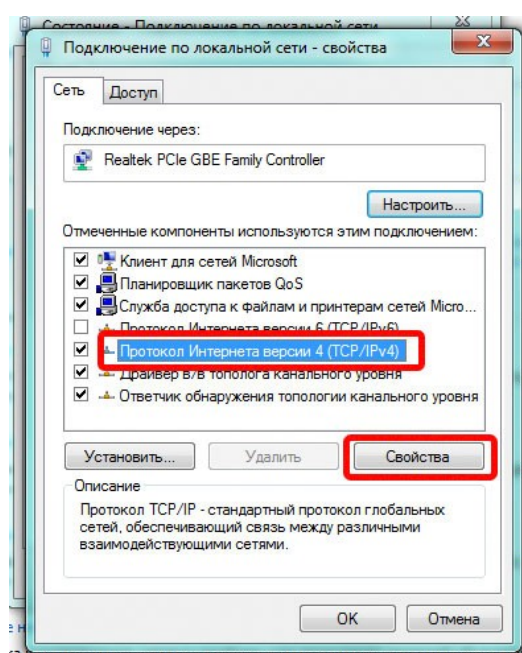 Состояние - Подключение по локальной сети
Подключение по локальной сети - свойства
Сеть
Доступ
Подключение через:
Realtek PCIe GBE Family Controller
Настроить...
Отмеченные компоненты используются этим подключением:
Клиент для сетей Microsoft
Планировщик пакетов QoS
Служба доступа к файлам и принтерам сетей Micro...
Протокол Интернета версии 6 (TCP/IPv6)
Протокол Интернета версии 4 (TCP/IPv4)
Драйвер в/в тополога канального уровня
Ответчик обнаружения топологии канального уровня
Установить...
Удалить
Свойства
Описание
Протокол TCP/IP - стандартный протокол глобальных
сетей, обеспечивающий связь между различными
взаимодействующими сетями.
OK
Отмена